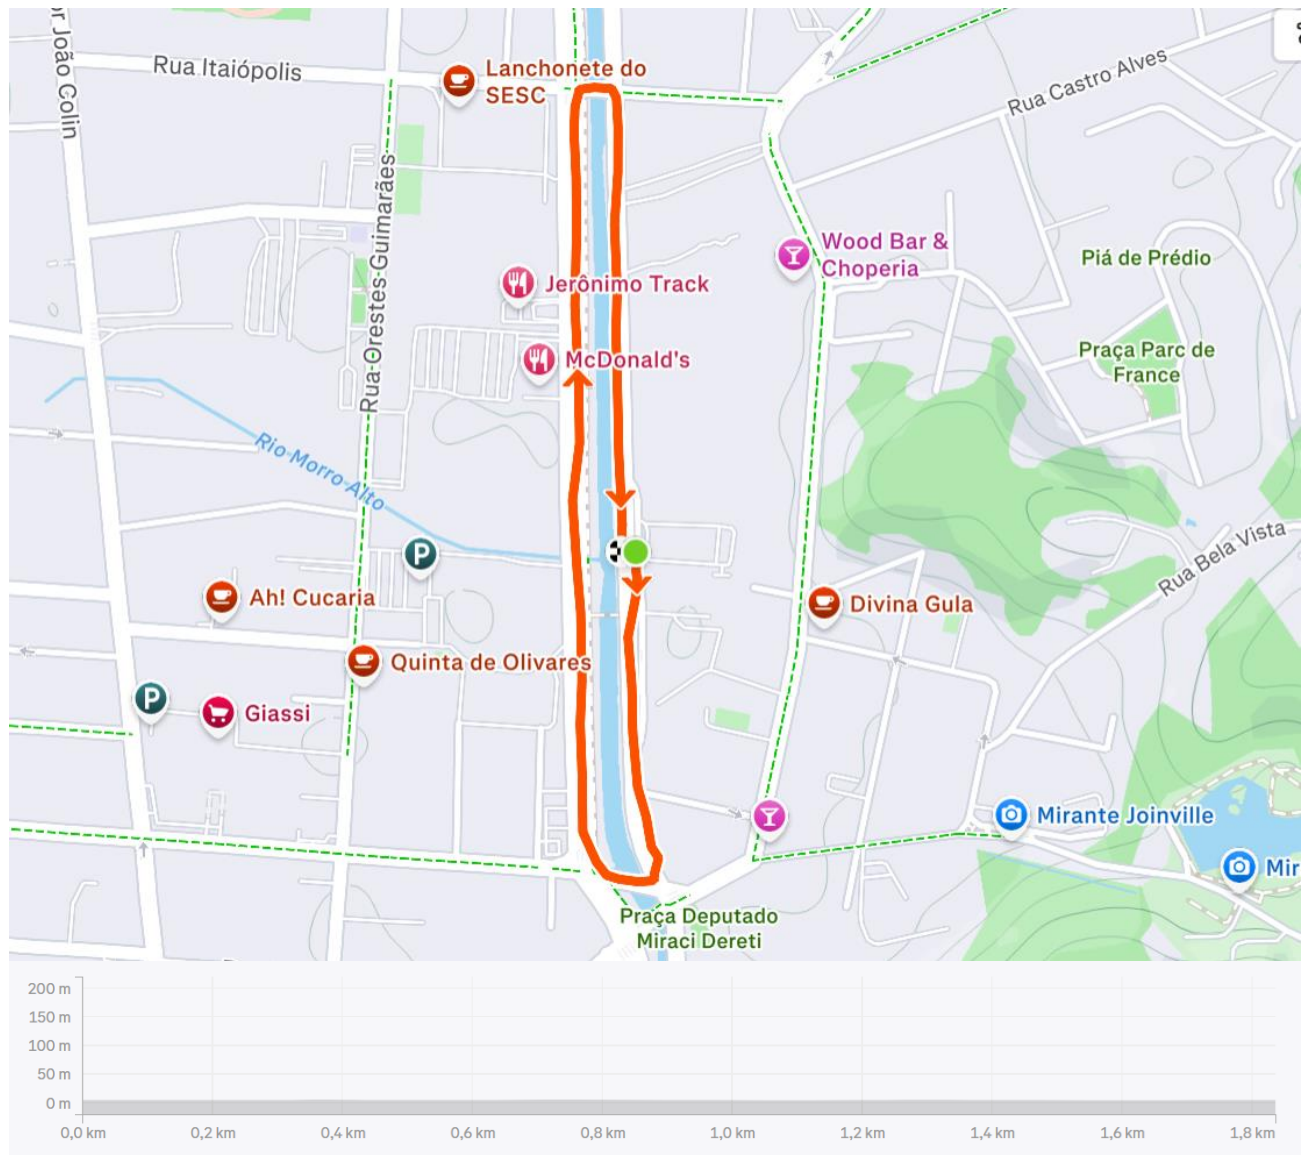 or João Colin
Rua Itaiópolis
Lanchonete do
SESC
Rua Castro Alves
Rua Orestes Guimarães
Wood Bar &
Choperia
Piá de Prédio
Jerônimo Track
McDonald's
Praça Parc de
France
Rio Morro Alto
P
Rua Bela Vista
Ah! Cucaria
Divina Gula
Quinta de Olivares
P
Giassi
Mirante Joinville
Mir
Praça Deputado
Miraci Dereti
200 m
150 m
100 m
50 m
0 m
0,0 km 0,2 km 0,4 km 0,6 km 0,8 km 1,0 km 1,2 km 1,4 km 1,6 km 1,8 km